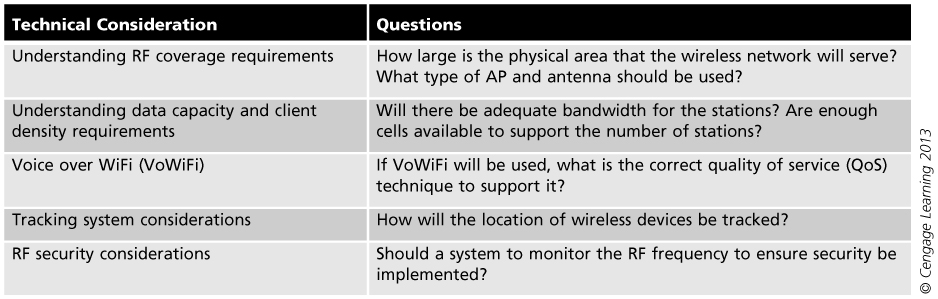 Technical Consideration Questions
Understanding RF coverage requirements How large is the physical area that the wireless network will serve?
What type of AP and antenna should be used?
Understanding data capacity and client Will there be adequate bandwidth for the stations? Are enough
density requirements cells available to support the number of stations?
Voice over WiFi (VoWiFi) If VoWiFi will be used, what is the correct quality of service (QoS)
technique to support it?
Tracking system considerations How will the location of wireless devices be tracked?
RF security considerations Should a system to monitor the RF frequency to ensure security be
implemented?
© Cengage Learning 2013